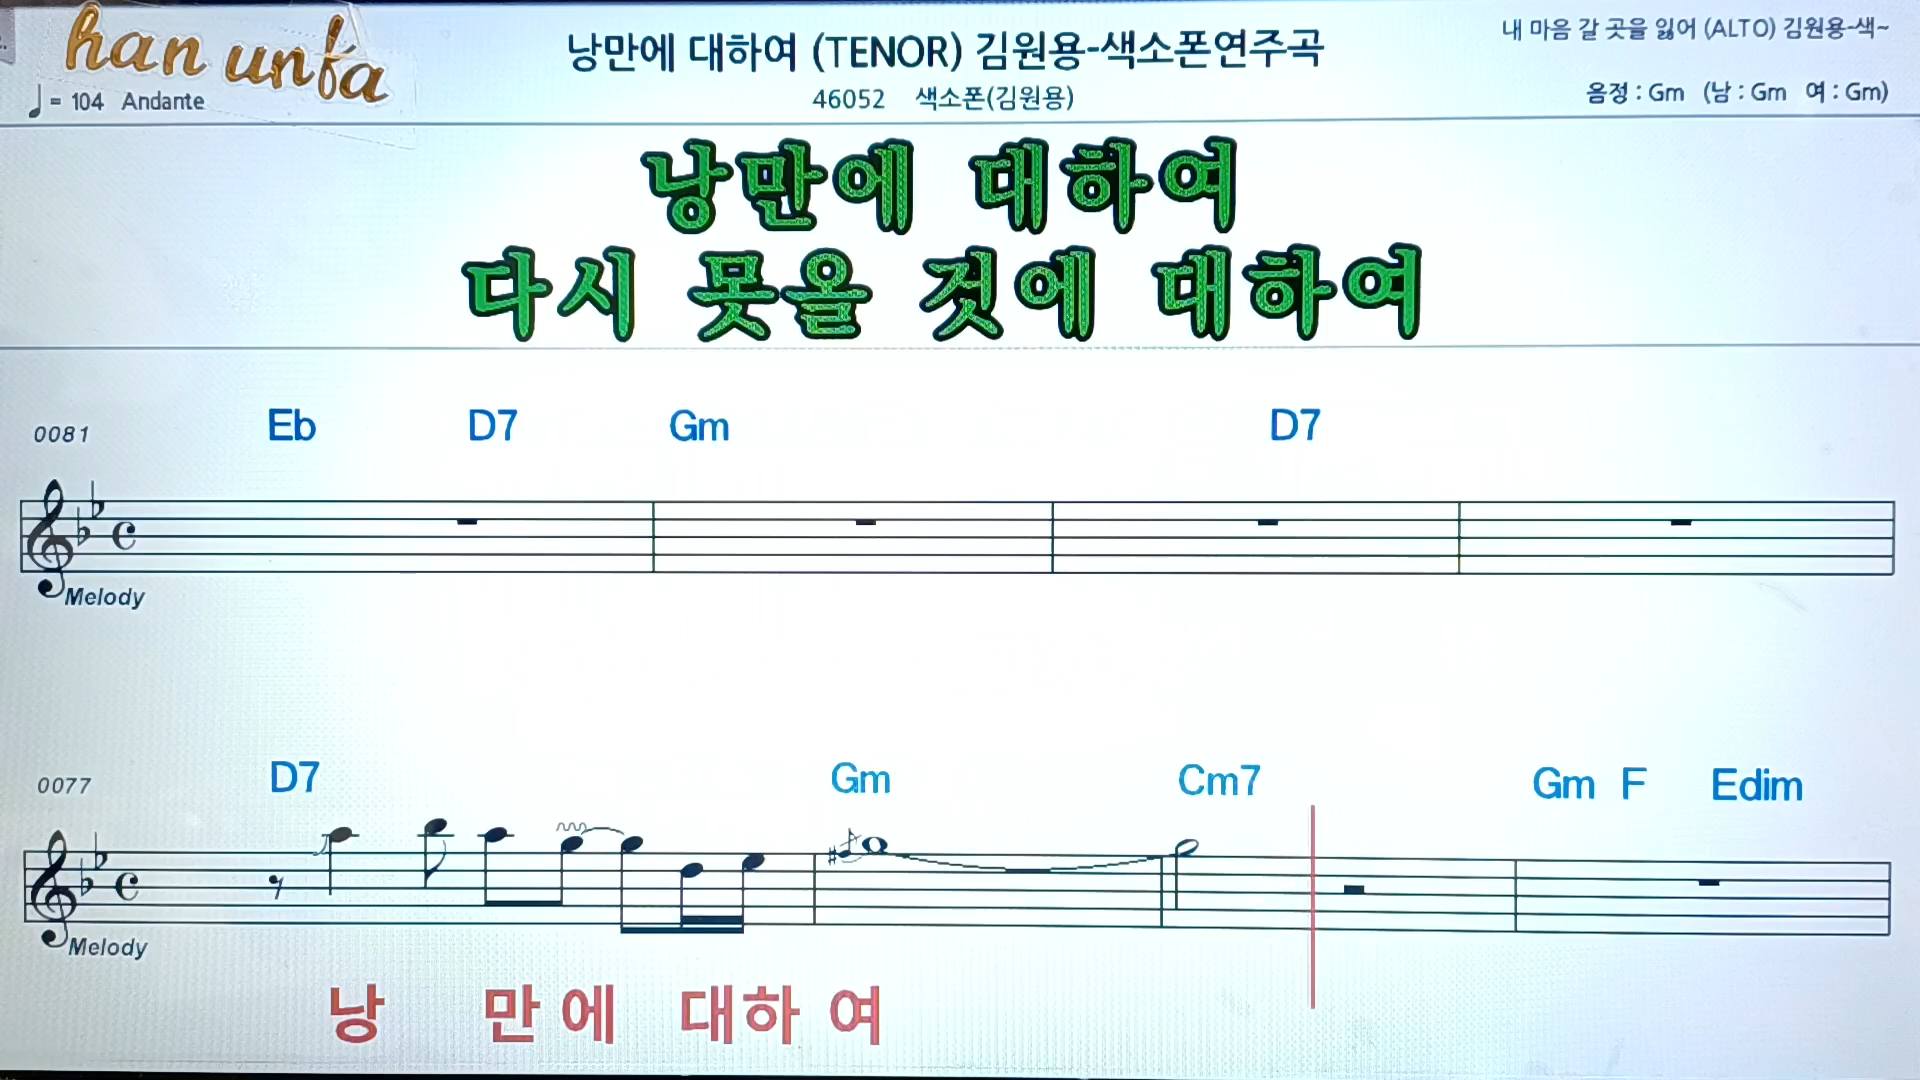 han unfa
♩= 104 Andante
낭만에 대하여 (TENOR) 김원용-색소폰연주곡
46052 색소폰(김원용)
내 마음 갈 곳을 잃어 (ALTO) 김원용-색~
음정 : Gm (남 : Gm 여 : Gm)
낭만에 대하여
다시 못올 것에 대하여
0081 Eb D7 Gm D7
Melody
0077 D7 Gm Cm7 Gm F Edim
Melody
낭 만 에 대하 여